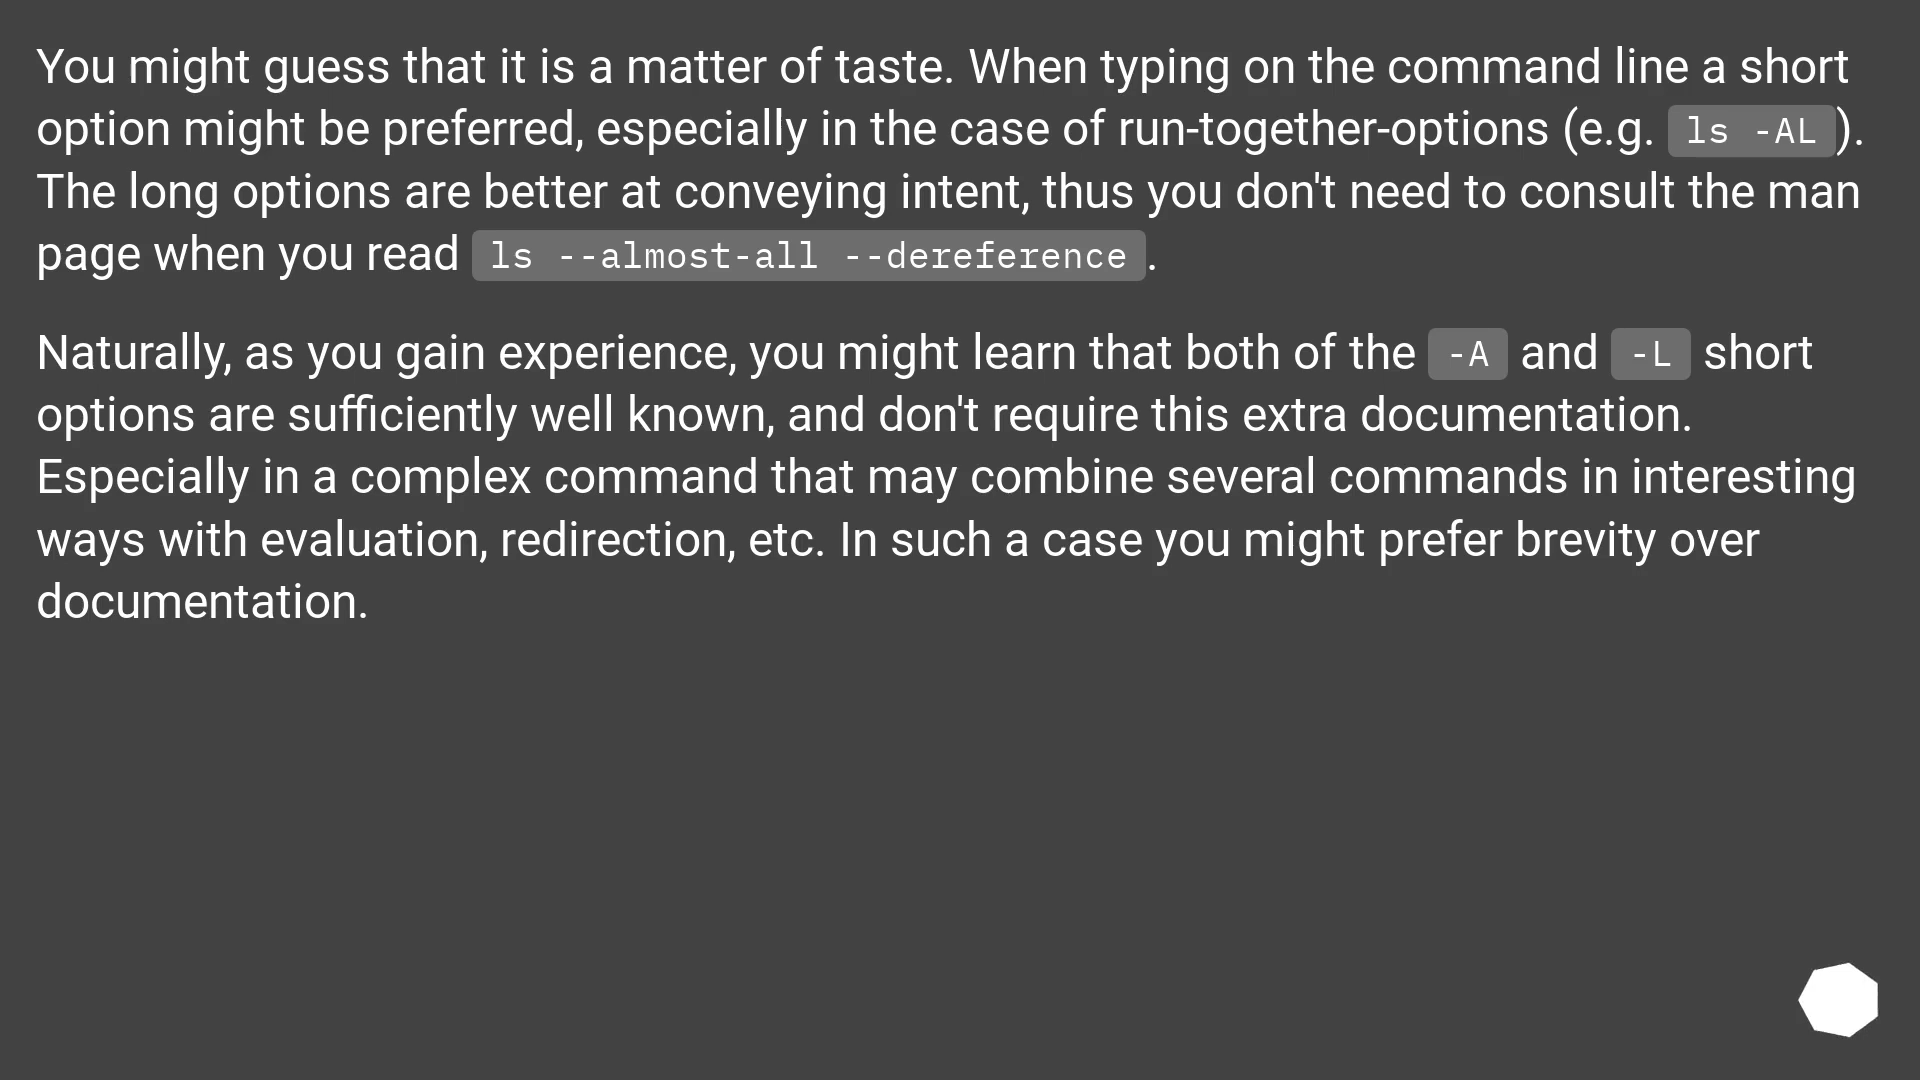 You might guess that it is a matter of taste. When typing on the command line a short
option might be preferred, especially in the case of run-together-options (e.g. ls -AL ).
The long options are better at conveying intent, thus you don't need to consult the man
page when you read ls --almost-all --dereference .
Naturally, as you gain experience, you might learn that both of the -A and -L short
options are sufficiently well known, and don't require this extra documentation.
Especially in a complex command that may combine several commands in interesting
ways with evaluation, redirection, etc. In such a case you might prefer brevity over
documentation.